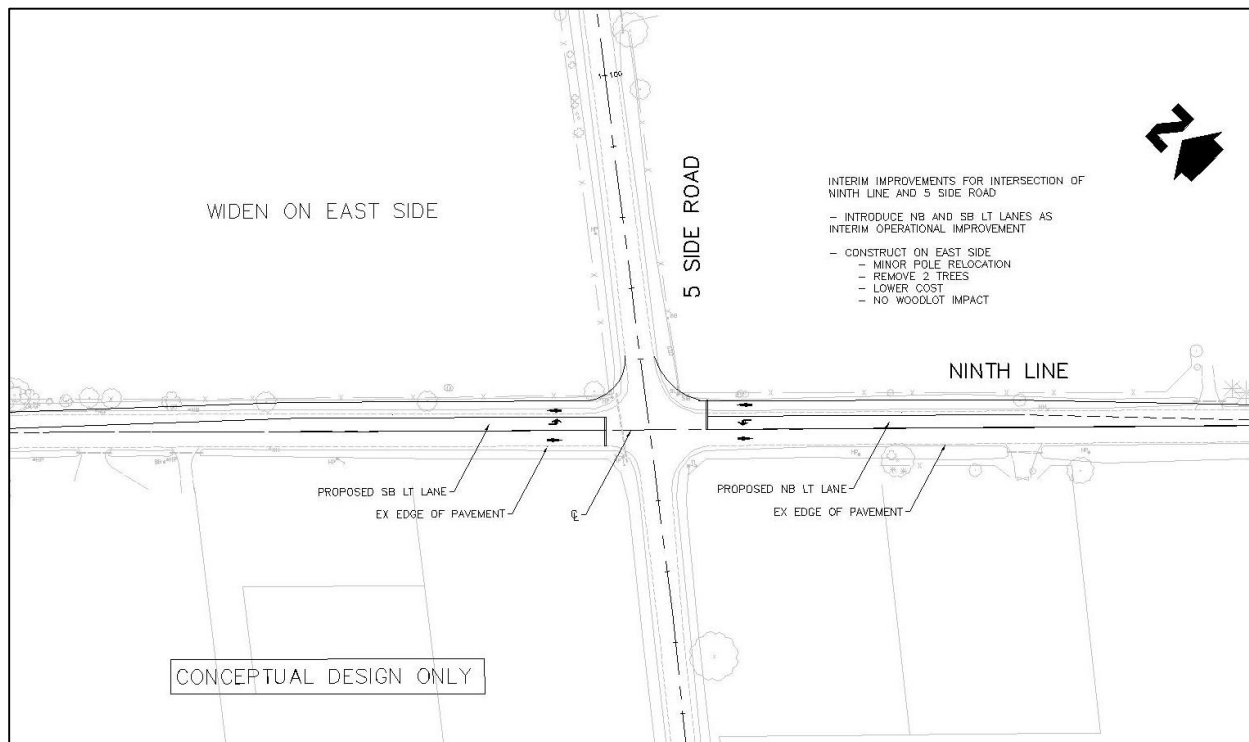 1+100
WIDEN ON EAST SIDE
5 SIDE ROAD
N
INTERIM IMPROVEMENTS FOR INTERSECTION OF
NINTH LINE AND 5 SIDE ROAD
– INTRODUCE NB AND SB LT LANES AS
INTERIM OPERATIONAL IMPROVEMENT
– CONSTRUCT ON EAST SIDE
– MINOR POLE RELOCATION
– REMOVE 2 TREES
– LOWER COST
– NO WOODLOT IMPACT
NINTH LINE
PROPOSED SB LT LANE
EX EDGE OF PAVEMENT
℄
PROPOSED NB LT LANE
EX EDGE OF PAVEMENT
CONCEPTUAL DESIGN ONLY